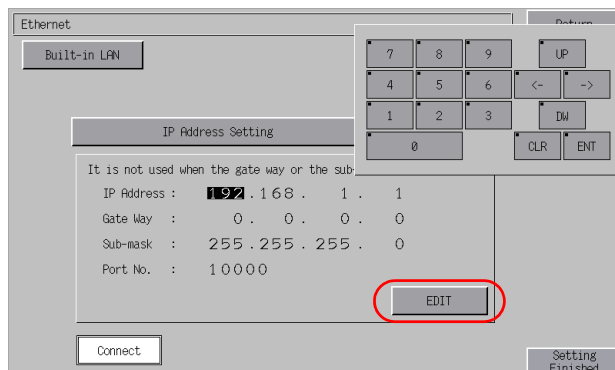 Ethernet
Return
Built-in LAN
7 8 9 UP
4 5 6 <- ->
1 2 3 DW
0 CLR ENT
IP Address Setting
It is not used when the gate way or the sub-
IP Address : 192.168. 1. 1
Gate Way : 0. 0. 0. 0
Sub-mask : 255.255.255. 0
Port No. : 10000
EDIT
Connect
Setting
Finished